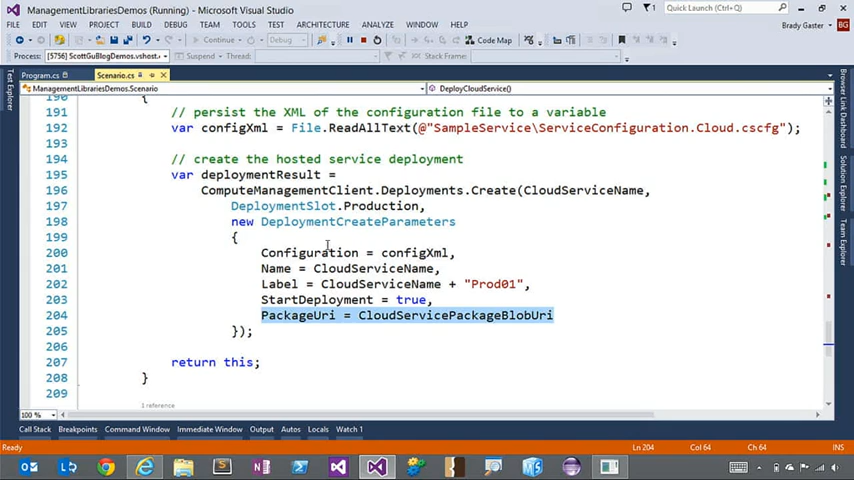 ManagementLibrariesDemos (Running) - Microsoft Visual Studio
1
Quick Launch (Ctrl+Q)
FILE EDIT VIEW PROJECT BUILD DEBUG TEAM TOOLS TEST ARCHITECTURE ANALYZE WINDOW HELP
Brady Gaster
BG
Continue Debug Code Map
Process: [5756] ScottGuBlogDemos.vshost. Suspend Thread: Stack Frame:
Program.cs Scenario.cs
ManagementLibrariesDemos.Scenario DeployCloudService()
190 {
191 // persist the XML of the configuration file to a variable
192 var configXml = File.ReadAllText(@"SampleService\ServiceConfiguration.Cloud.cscfg");
193
194 // create the hosted service deployment
195 var deploymentResult =
196 ComputeManagementClient.Deployments.Create(CloudServiceName,
197 DeploymentSlot.Production,
198 new DeploymentCreateParameters
199 {
200 Configuration = configXml,
201 Name = CloudServiceName,
202 Label = CloudServiceName + "Prod01",
203 StartDeployment = true,
204 PackageUri = CloudServicePackageBlobUri
205 });
206
207 return this;
208 }
209
1 reference
100 %
Test Explorer
Browser Link Dashboard
Solution Explorer
Team Explorer
Call Stack Breakpoints Command Window Immediate Window Output Autos Locals Watch 1
Ready Ln 204 Col 64 Ch 64 INS